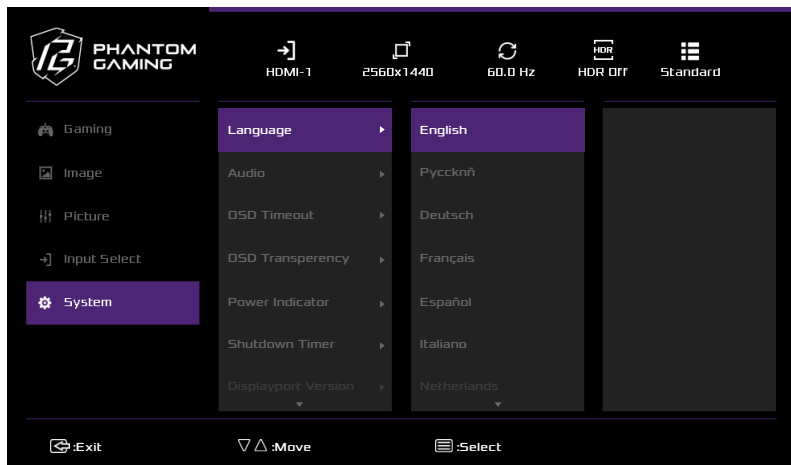 PHANTOM
GAMING
HDMI-1
2560x1440
60.0 Hz
HDR
HDR Off
Standard
Gaming
Image
Picture
Input Select
System
Language
Audio
OSD Timeout
OSD Transperency
Power Indicator
Shutdown Timer
Displayport Version
English
Pyccknñ
Deutsch
Français
Español
Italiano
Netherlands
:Exit
:Move
:Select